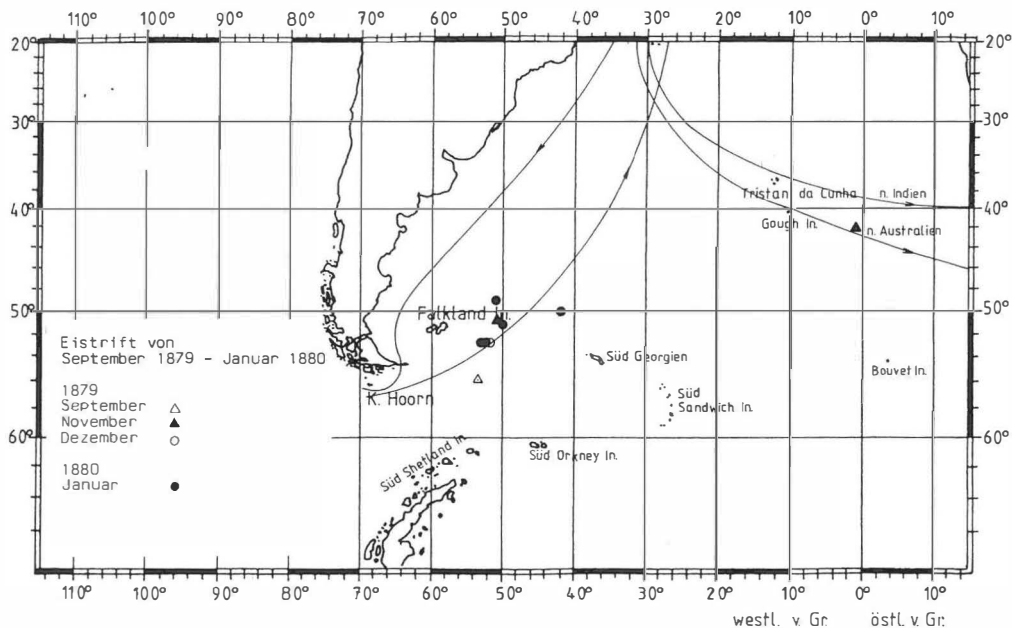 110° 100° 90° 80° 70° 60° 50° 40° 30° 20° 10° 0° 10°
20° 20°
30° 30°
Tristan da Cunha n. Indien
40° 40°
Gough In. n. Australien
50° Falkland In. 50°
Eistrift von
September 1879 - Januar 1880
Süd Georgien
Bouvet In.
1879
K. Hoorn
Süd
Sandwich In.
September
November
Dezember
60° 60°
Süd Orkney In.
Süd Shetland In.
1880
Januar
110° 100° 90° 80° 70° 60° 50° 40° 30° 20° 10° 0° 10°
westl. v. Gr. östl. v. Gr.